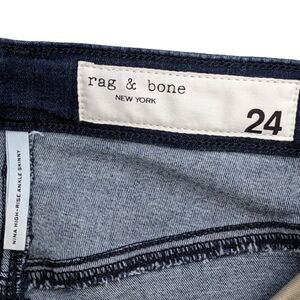 rag & bone
NEW YORK
24
NINA HIGH-RISE ANKLE SKINNY